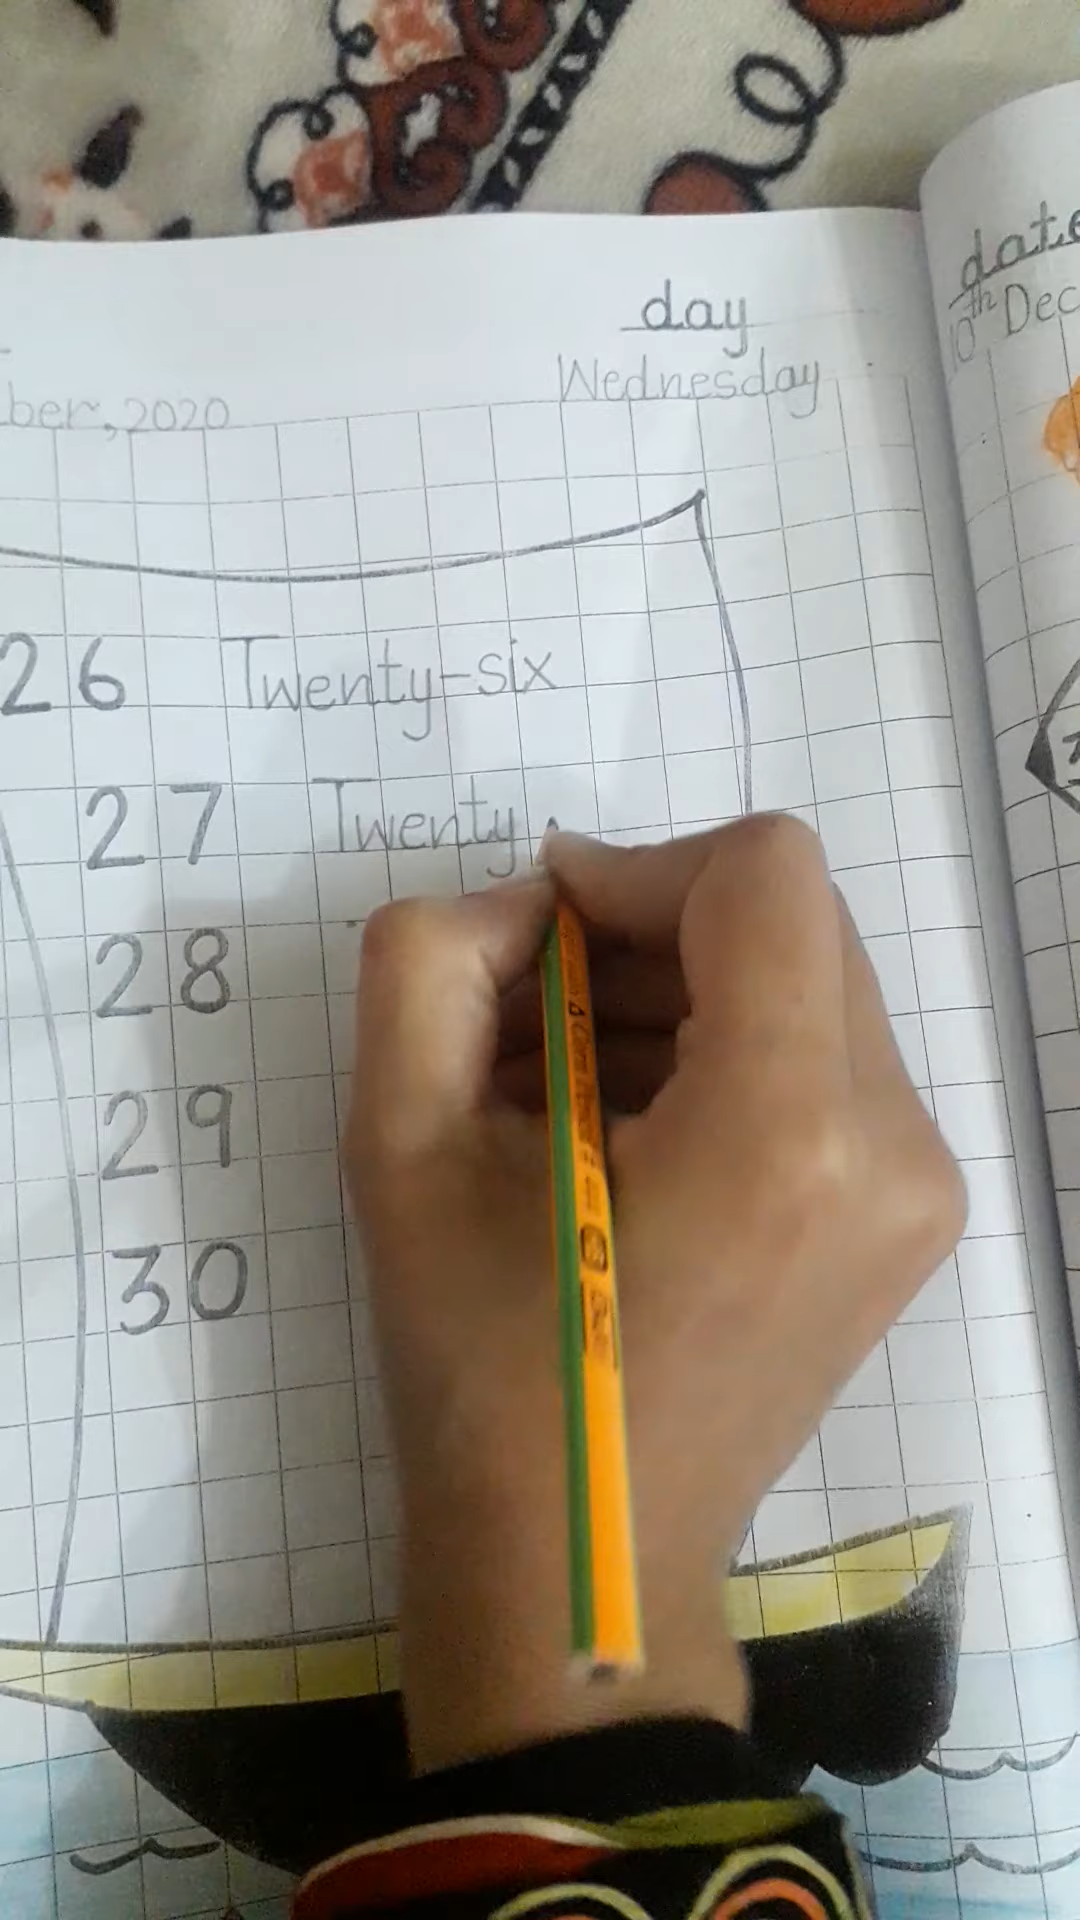 day
Wednesday
ber, 2020
26 Twenty-six
27 Twenty
28
29
30
date
10th Dec